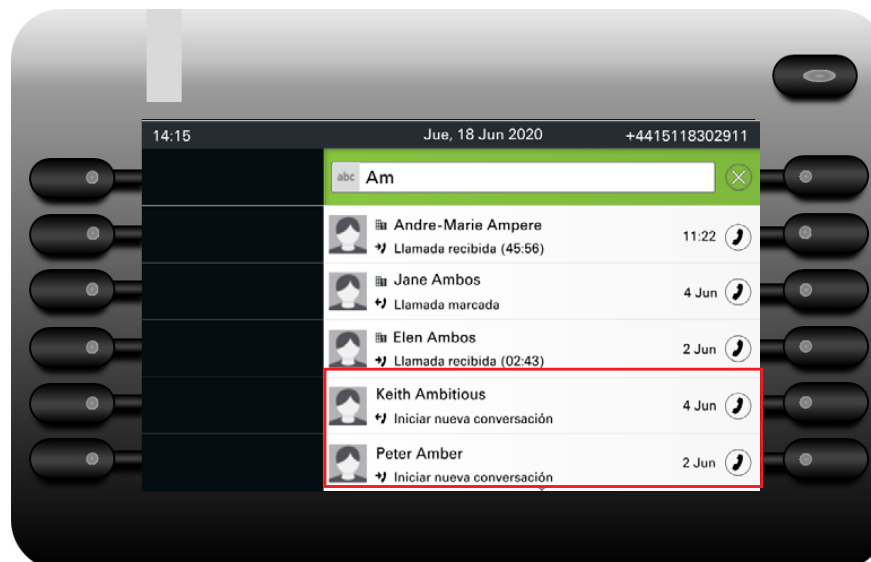 14:15 Jue, 18 Jun 2020 +4415118302911
abc Am
Andre-Marie Ampere
Llamada recibida (45:56) 11:22
Jane Ambos
Llamada marcada 4 Jun
Elen Ambos
Llamada recibida (02:43) 2 Jun
Keith Ambitious
Iniciar nueva conversación 4 Jun
Peter Amber
Iniciar nueva conversación 2 Jun